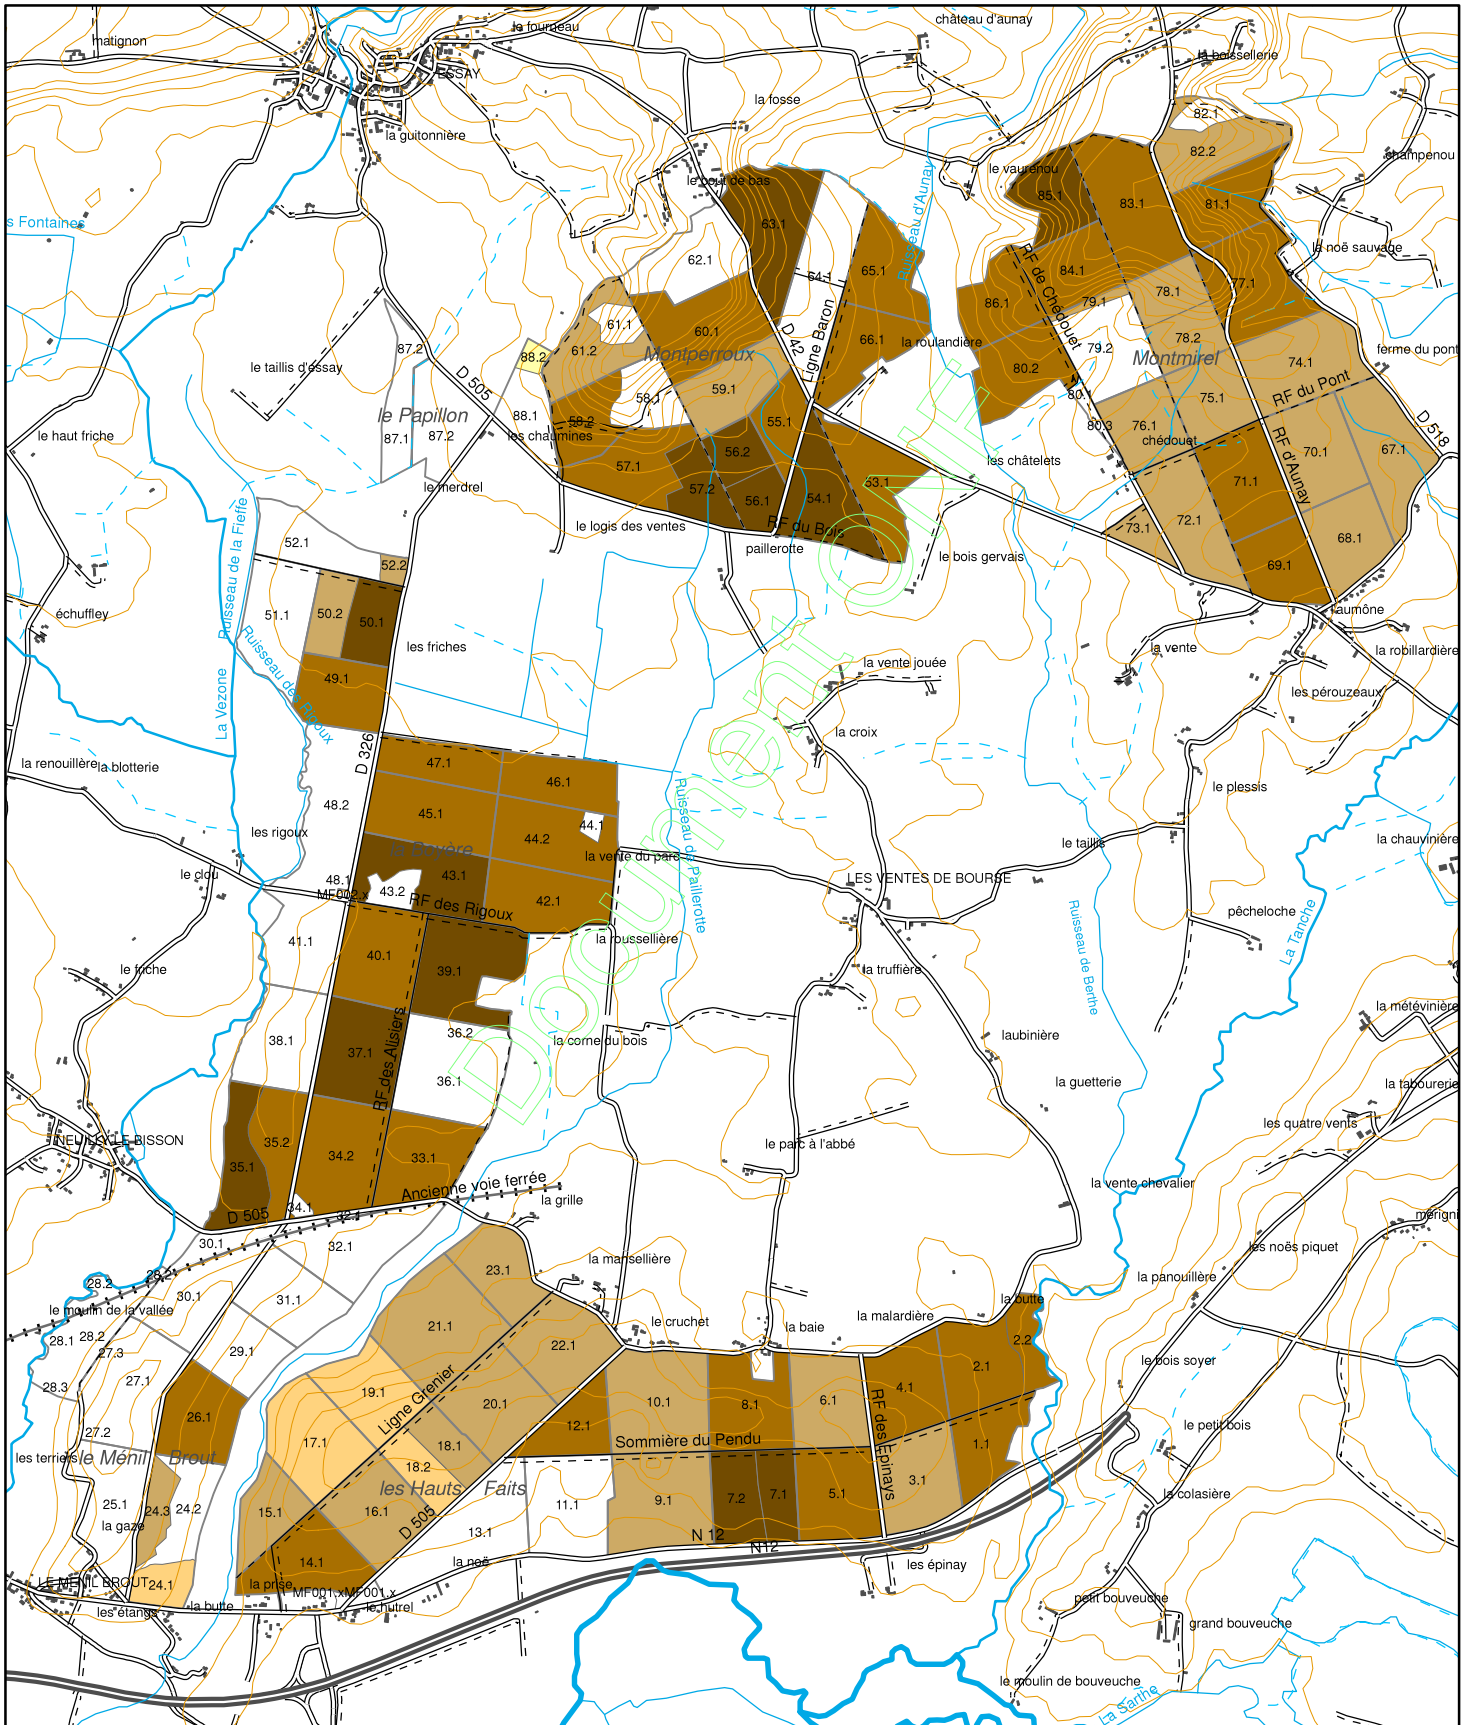 château d'aunay
le fourneau
matignon
la boissellerie
ESSAY
la fosse
82.1
la guitonnière
82.2
champenou
le vaurenou
le bout de bas
85.1
83.1
81.1
s Fontaines
63.1
Ruisseau d'Aunay
la noë sauvage
62.1
64.1
65.1
84.1
RF de Chédouet
77.1
78.1
86.1
79.1
61.1
60.1
D 42
Ligne Baron
66.1
la roulandière
78.2
79.2
87.2
61.2
88.2
Montperroux
Montmirel
ferme du pont
74.1
le taillis d'essay
80.2
D 505
59.1
58.1
80.
75.1
RF du Pont
le Papillon
88.1
58.2
55.1
80.3
76.1
D 518
le haut friche
87.1
87.2
les chaumines
chédouet
56.2
70.1
67.1
57.1
les châtelets
RF d'Aunay
71.1
le merdrel
57.2
56.1
54.1
53.1
72.1
73.1
Ruisseau de la Fieffe
le logis des ventes
RF du Bois
68.1
52.1
paillerotte
le bois gervais
52.2
69.1
échuffley
51.1
50.2
50.1
l'aumône
les friches
la vente
la robillardière
Ruisseau des Rigoux
la vente jouée
49.1
les pérouzeaux
La Vezone
la croix
D 326
la renouillère
la blotterie
47.1
46.1
le plessis
Ruisseau de Paillerotte
48.2
45.1
44.1
les rigoux
44.2
la vente du parc
le taillis
la chauvinière
la Boyère
le clou
48.1
43.1
MF002.x
43.2
LES VENTES DE BOURSE
RF des Rigoux
42.1
pêcheloche
41.1
la roussellière
Ruisseau de Berthe
La Tanche
40.1
39.1
le friche
la truffière
la métévinière
36.2
38.1
la corne du bois
laubinière
37.1
RF des Alisiers
36.1
la guetterie
la tabourerie
les quatre vents
NEUILLY LE BISSON
35.2
le parc à l'abbé
34.2
33.1
35.1
la vente chevalier
Ancienne voie ferrée
la grille
34.1
32.1
D 505
mérigni
30.1
32.1
les noës piquet
la mansellière
23.1
28.2
28.2
la panouillère
30.1
31.1
la butte
le moulin de la vallée
la malardière
le cruchet
la baie
21.1
28.1
28.2
22.1
2.2
29.1
27.3
le bois soyer
2.1
27.1
28.3
19.1
4.1
Ligne Grenier
20.1
10.1
8.1
6.1
RF des Epinays
26.1
12.1
le petit bois
27.2
17.1
18.1
Sommière du Pendu
1.1
les terriers
le Ménil Brout
18.2
les Hauts Faits
3.1
la colasière
25.1
24.3
24.2
15.1
16.1
11.1
9.1
7.2
7.1
5.1
la gaze
D 505
13.1
N 12
N12
la noë
14.1
les épinay
LE MENIL BROUT
24.1
la prise
MF001.x
MF001.x
petit bouveuche
les étangs
la butte
le hutrel
grand bouveuche
le moulin de bouveuche
La Sarthe
Document ONF